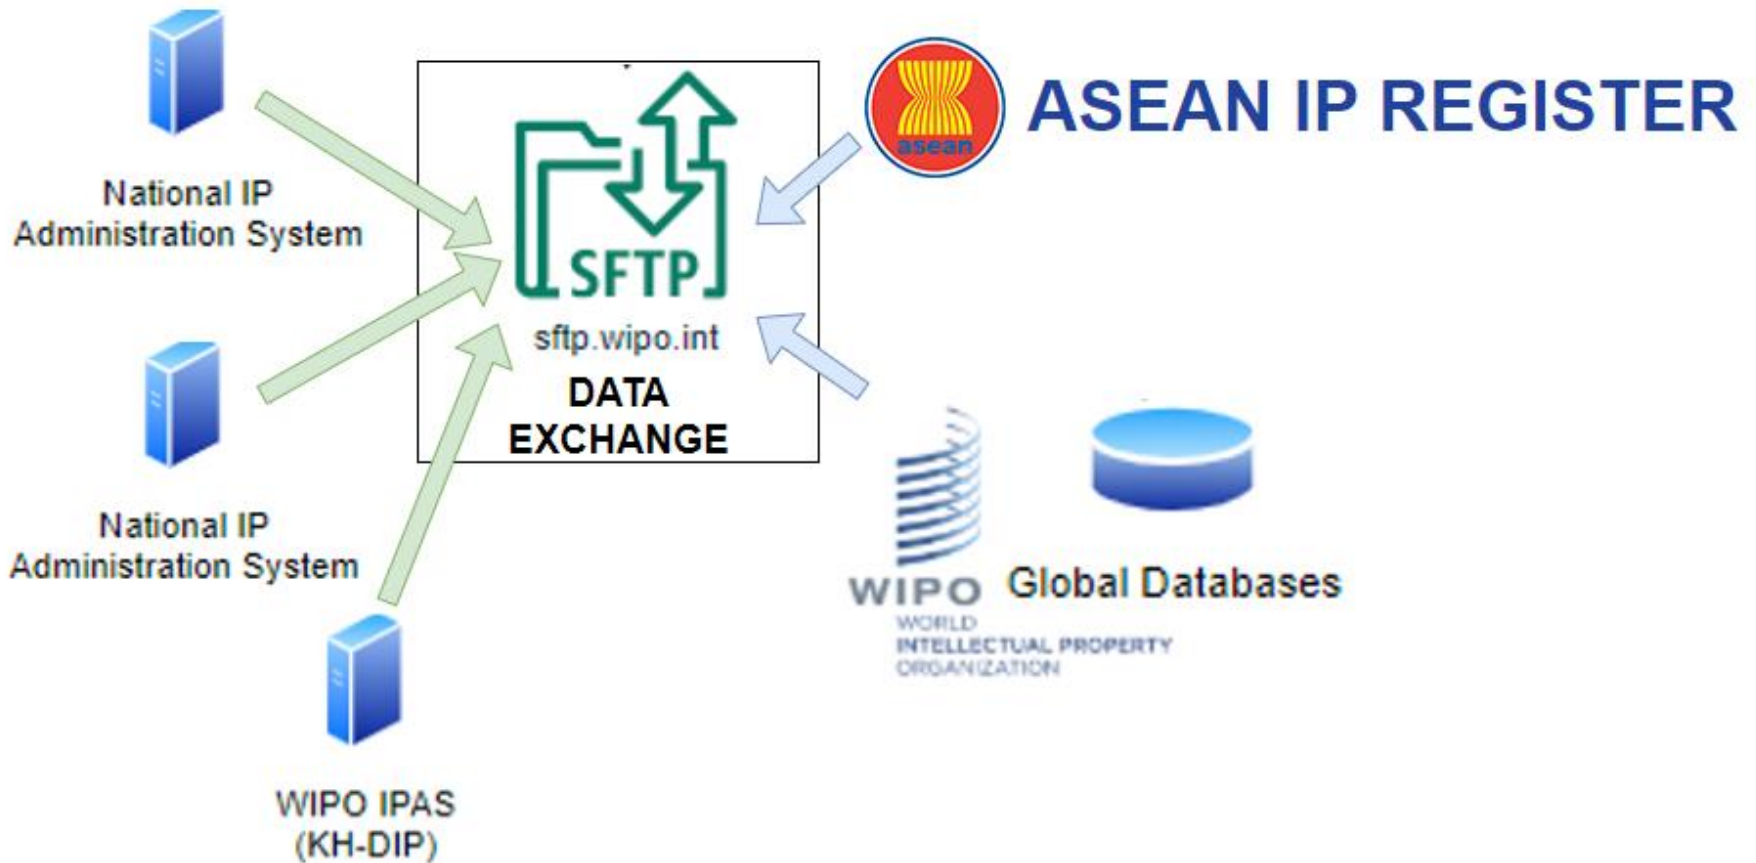 National IP
Administration System
SFTP
sftp.wipo.int
DATA
EXCHANGE
asean
ASEAN IP REGISTER
National IP
Administration System
WIPO
WORLD
INTELLECTUAL PROPERTY
ORGANIZATION
Global Databases
WIPO IPAS
(KH-DIP)